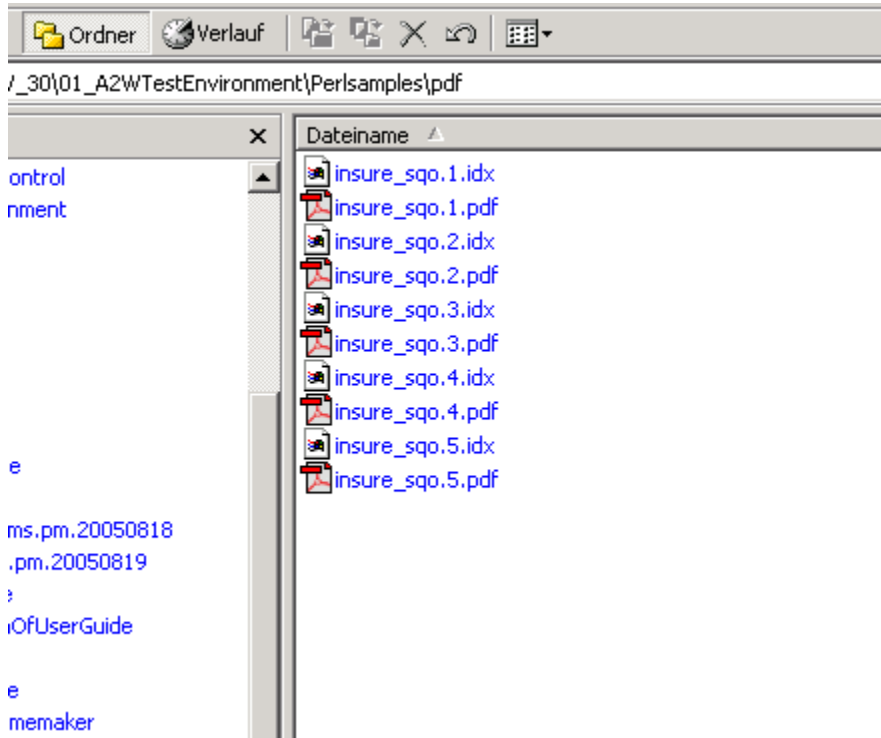 Ordner Verlauf
/_30\01_A2WTestEnvironment\Perlsamples\pdf
Dateiname
ontrol
nment
e
ms.pm.20050818
.pm.20050819
e
nOfUserGuide
e
memaker
insure_sqo.1.idx
insure_sqo.1.pdf
insure_sqo.2.idx
insure_sqo.2.pdf
insure_sqo.3.idx
insure_sqo.3.pdf
insure_sqo.4.idx
insure_sqo.4.pdf
insure_sqo.5.idx
insure_sqo.5.pdf